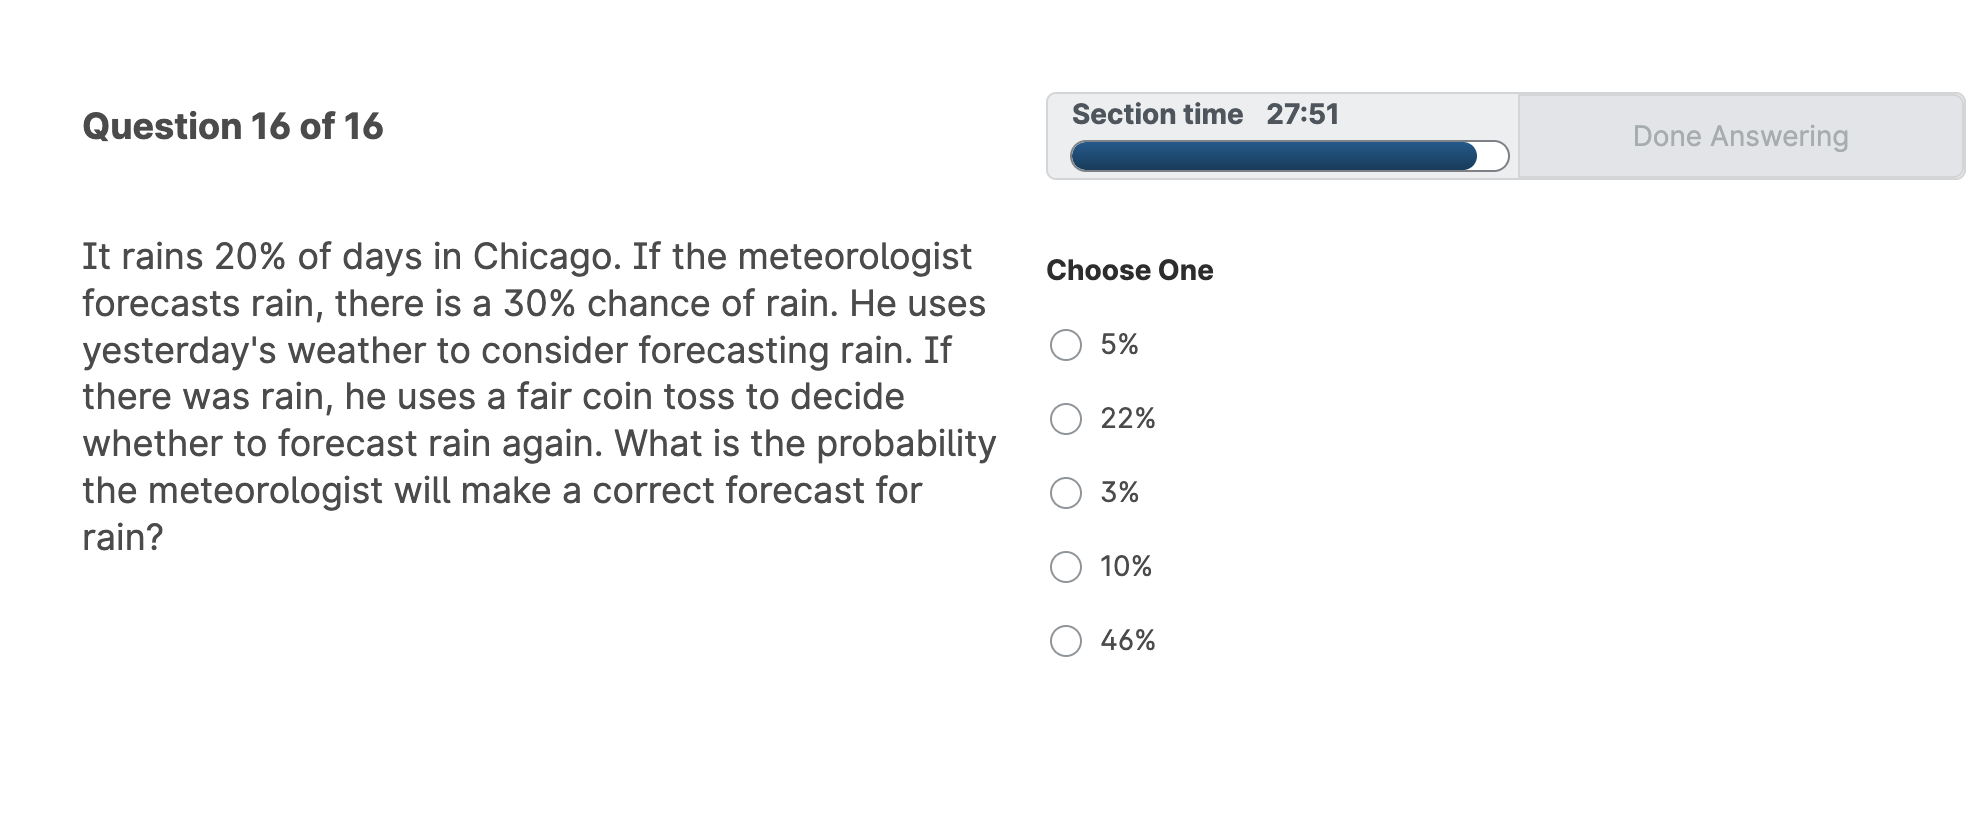 Question 16 of 16
Section time 27:51
Done Answering
It rains 20% of days in Chicago. If the meteorologist
forecasts rain, there is a 30% chance of rain. He uses
yesterday's weather to consider forecasting rain. If
there was rain, he uses a fair coin toss to decide
whether to forecast rain again. What is the probability
the meteorologist will make a correct forecast for
rain?
Choose One
5%
22%
3%
10%
46%